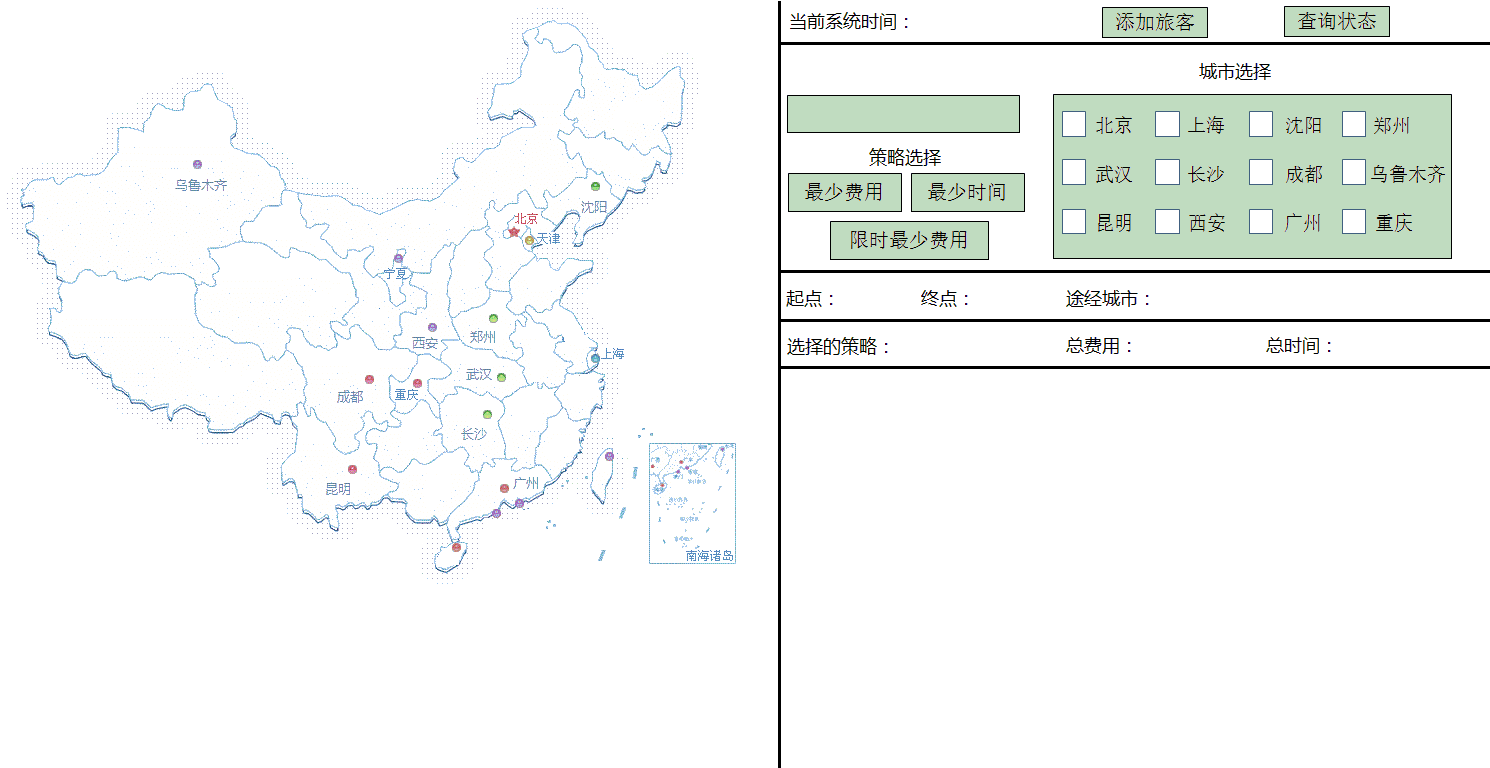 乌鲁木齐
沈阳
北京
天津
宁夏
西安
郑州
上海
成都
重庆
武汉
长沙
昆明
广州
南海诸岛
当前系统时间： 添加旅客 查询状态
城市选择
北京 上海 沈阳 郑州
策略选择
武汉 长沙 成都 乌鲁木齐
最少费用 最少时间
昆明 西安 广州 重庆
限时最少费用
起点： 终点： 途经城市：
选择的策略： 总费用： 总时间：